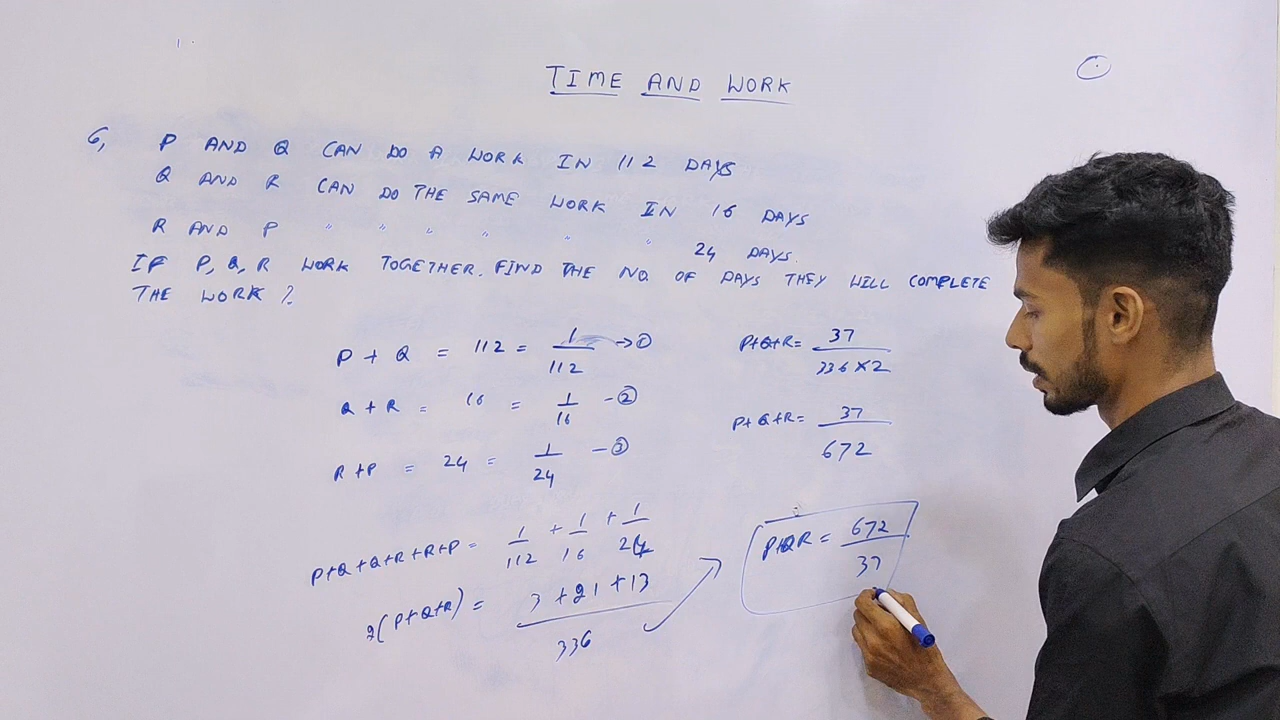 TIME AND WORK
6, P AND Q CAN DO A WORK IN 112 DAYS
Q AND R CAN DO THE SAME WORK IN 16 DAYS
R AND P " " " " " " 24 DAYS.
IF P, Q, R WORK TOGETHER. FIND THE NO. OF DAYS THEY WILL COMPLETE
THE WORK ?
P + Q = 112 = 1/112 → ①
Q + R = 16 = 1/16 - ②
R + P = 24 = 1/24 - ③
P+Q+Q+R+R+P = 1/112 + 1/16 + 1/24
2(P+Q+R) = 3 + 21 + 13 / 336
P+Q+R = 37 / 336 X 2
P+Q+R = 37 / 672
P+QR = 672 / 37